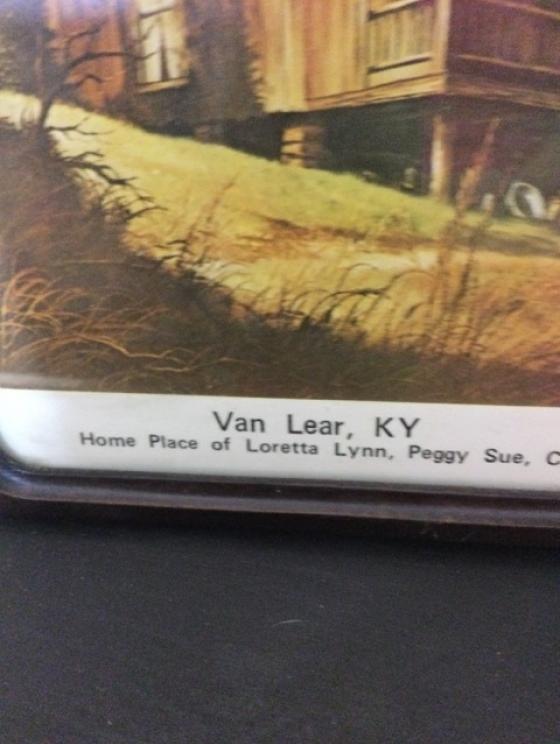 Van Lear, KY
Home Place of Loretta Lynn, Peggy Sue, C